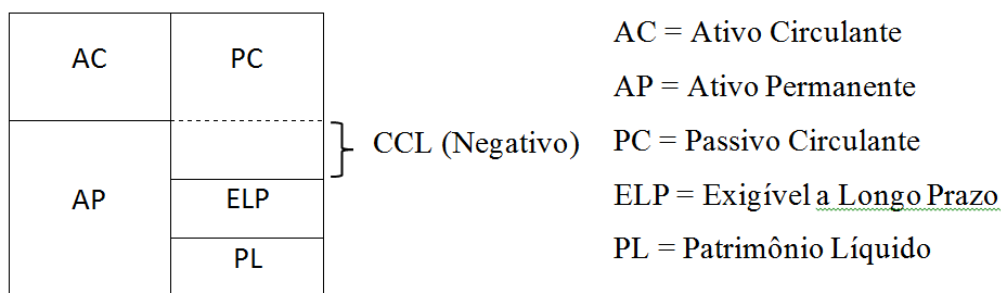 AC
PC
AP
ELP
PL
CCL (Negativo)
AC = Ativo Circulante
AP = Ativo Permanente
PC = Passivo Circulante
ELP = Exigível a Longo Prazo
PL = Patrimônio Líquido